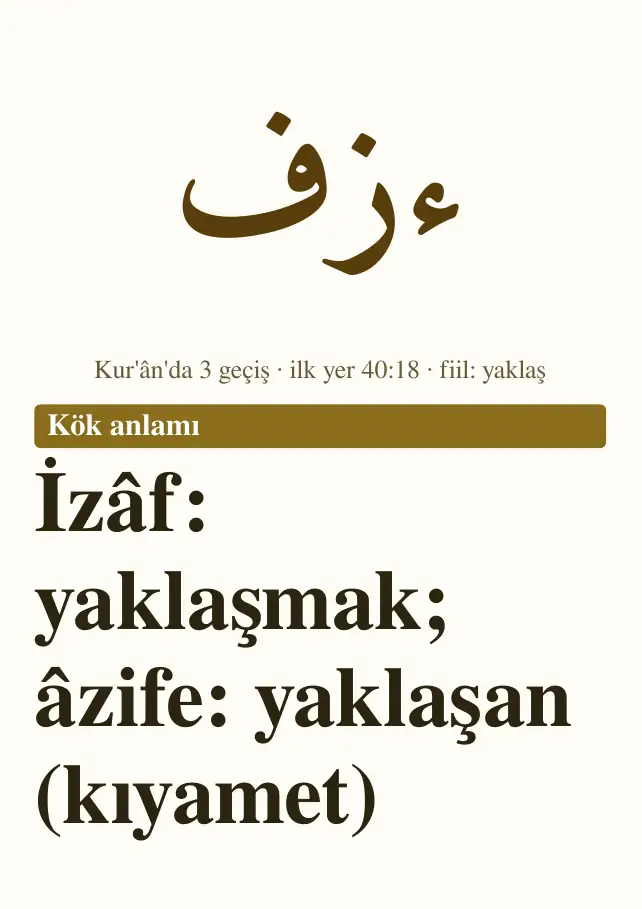 ءزف
Kur'ân'da 3 geçiş · ilk yer 40:18 · fiil: yaklaş
Kök anlamı
İzâf:
yaklaşmak;
âzife: yaklaşan
(kıyamet)